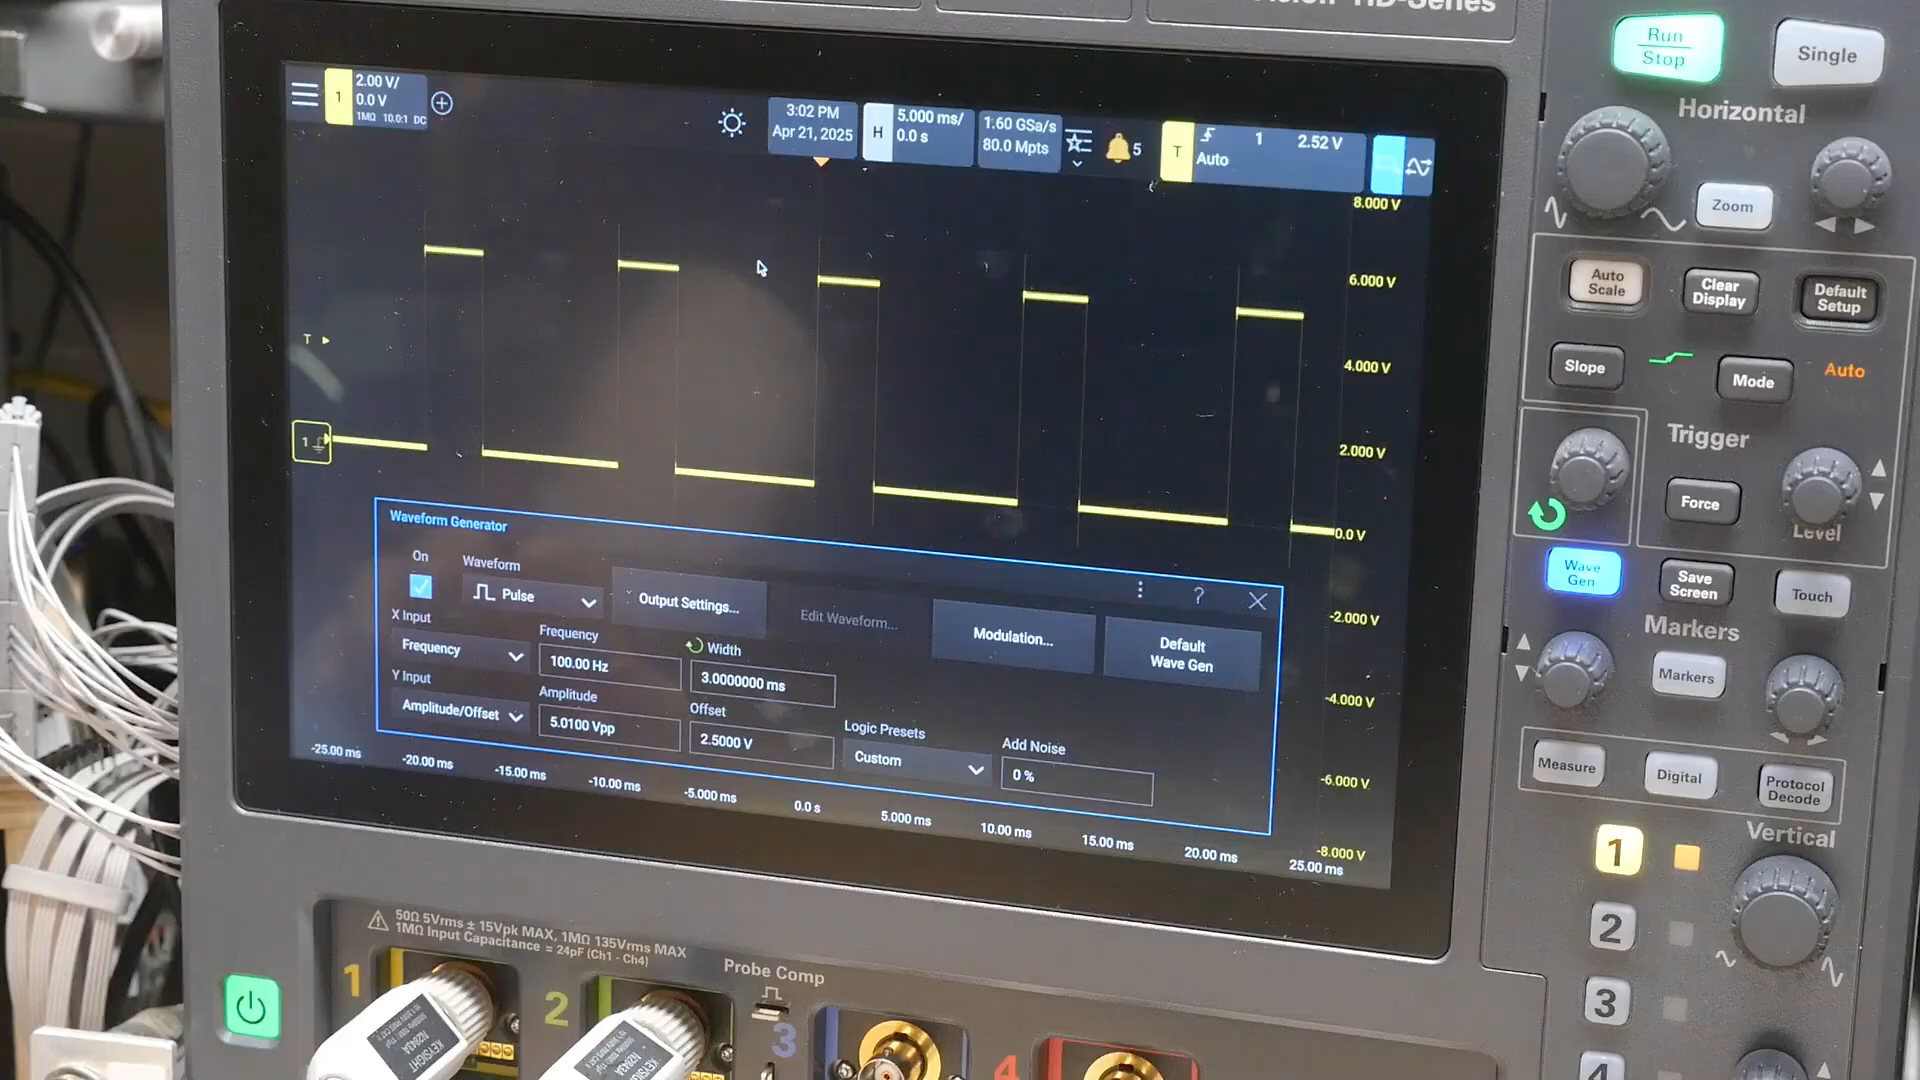 HD-Series
1
2.00 V/
0.0 V
1MΩ 10.0:1 DC
3:02 PM
Apr 21, 2025
H
5.000 ms/
0.0 s
1.60 GSa/s
80.0 Mpts
5
T
1
2.52 V
Auto
8.000 V
6.000 V
4.000 V
2.000 V
0.0 V
-2.000 V
-4.000 V
-6.000 V
-8.000 V
T
1
Waveform Generator
On
Waveform
Pulse
Output Settings...
Edit Waveform...
Modulation...
Default
Wave Gen
?
X Input
Frequency
Frequency
100.00 Hz
Width
3.0000000 ms
Y Input
Amplitude/Offset
Amplitude
5.0100 Vpp
Offset
2.5000 V
Logic Presets
Custom
Add Noise
0 %
-25.00 ms
-20.00 ms
-15.00 ms
-10.00 ms
-5.000 ms
0.0 s
5.000 ms
10.00 ms
15.00 ms
20.00 ms
25.00 ms
Run
Stop
Single
Horizontal
Zoom
Auto
Scale
Clear
Display
Default
Setup
Slope
Mode
Auto
Trigger
Force
Level
Wave
Gen
Save
Screen
Touch
Markers
Markers
Measure
Digital
Protocol
Decode
Vertical
1
2
3
4
50Ω 5Vrms ± 15Vpk MAX, 1MΩ 135Vrms MAX
1MΩ Input Capacitance = 24pF (Ch1 - Ch4)
Probe Comp
1
2
3
4
KEYSIGHT
N2843A
KEYSIGHT
N2843A